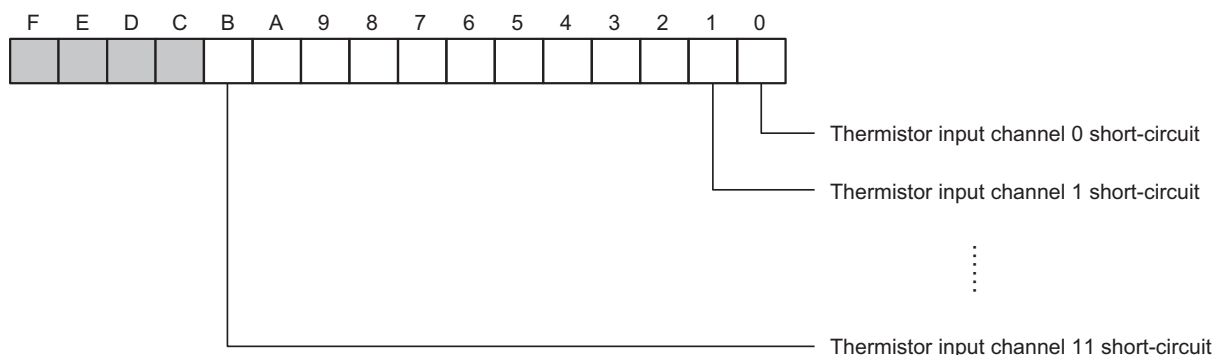 F E D C B A 9 8 7 6 5 4 3 2 1 0
Thermistor input channel 0 short-circuit
Thermistor input channel 1 short-circuit
Thermistor input channel 11 short-circuit